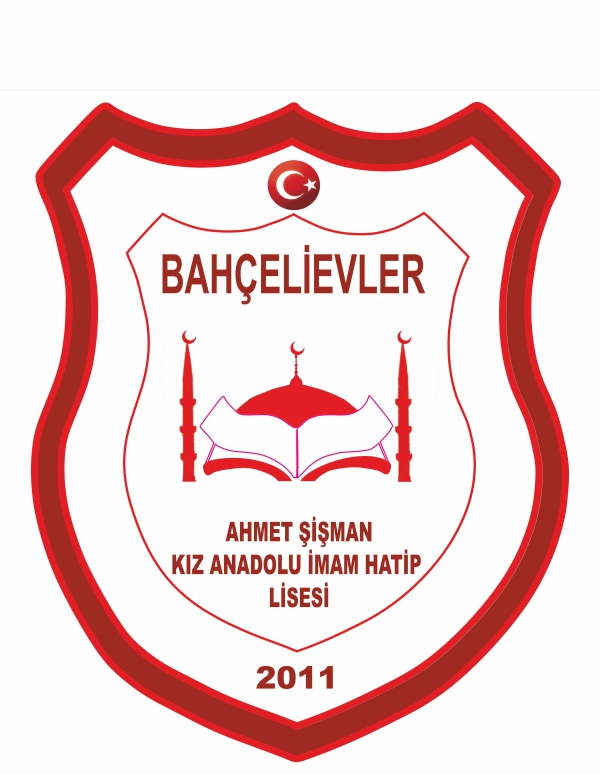 BAHÇELİEVLER
AHMET ŞİŞMAN
KIZ ANADOLU İMAM HATİP
LİSESİ
2011